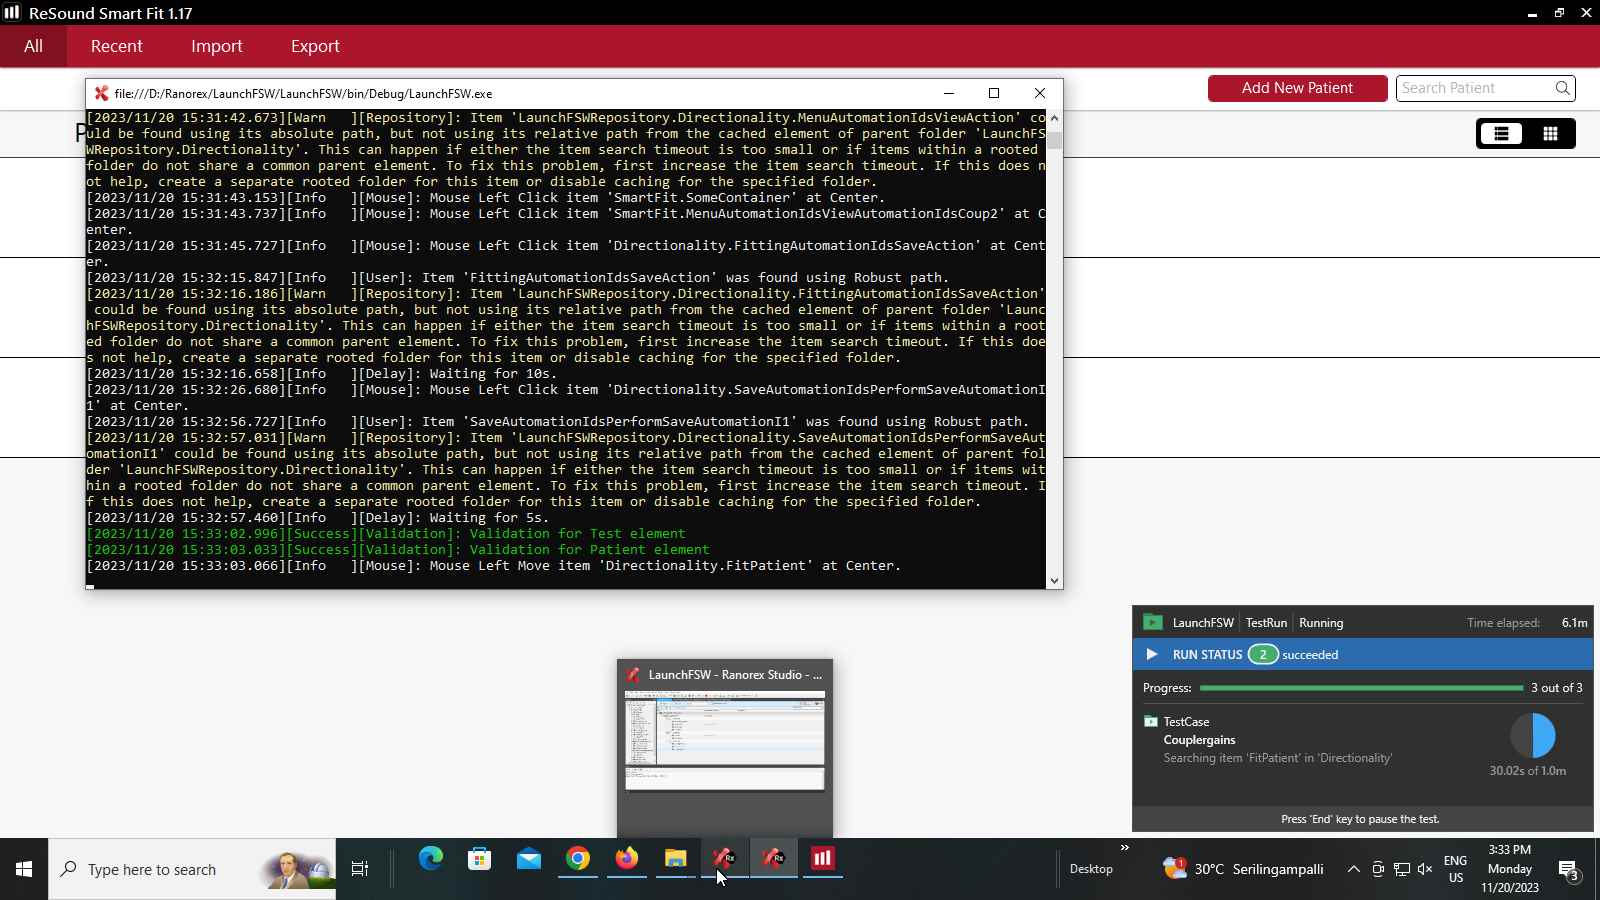 ReSound Smart Fit 1.17
All Recent Import Export
Add New Patient
Search Patient
P
file:///D:/Ranorex/LaunchFSW/LaunchFSW/bin/Debug/LaunchFSW.exe
[2023/11/20 15:31:42.673][Warn   ][Repository]: Item 'LaunchFSWRepository.Directionality.MenuAutomationIdsViewAction' co
uld be found using its absolute path, but not using its relative path from the cached element of parent folder 'LaunchFS
WRepository.Directionality'. This can happen if either the item search timeout is too small or if items within a rooted
folder do not share a common parent element. To fix this problem, first increase the item search timeout. If this does n
ot help, create a separate rooted folder for this item or disable caching for the specified folder.
[2023/11/20 15:31:43.153][Info   ][Mouse]: Mouse Left Click item 'SmartFit.SomeContainer' at Center.
[2023/11/20 15:31:43.737][Info   ][Mouse]: Mouse Left Click item 'SmartFit.MenuAutomationIdsViewAutomationIdsCoup2' at C
enter.
[2023/11/20 15:31:45.727][Info   ][Mouse]: Mouse Left Click item 'Directionality.FittingAutomationIdsSaveAction' at Cent
er.
[2023/11/20 15:32:15.847][Info   ][User]: Item 'FittingAutomationIdsSaveAction' was found using Robust path.
[2023/11/20 15:32:16.186][Warn   ][Repository]: Item 'LaunchFSWRepository.Directionality.FittingAutomationIdsSaveAction'
could be found using its absolute path, but not using its relative path from the cached element of parent folder 'Launc
hFSWRepository.Directionality'. This can happen if either the item search timeout is too small or if items within a root
ed folder do not share a common parent element. To fix this problem, first increase the item search timeout. If this doe
s not help, create a separate rooted folder for this item or disable caching for the specified folder.
[2023/11/20 15:32:16.658][Info   ][Delay]: Waiting for 10s.
[2023/11/20 15:32:26.680][Info   ][Mouse]: Mouse Left Click item 'Directionality.SaveAutomationIdsPerformSaveAutomationI
1' at Center.
[2023/11/20 15:32:56.727][Info   ][User]: Item 'SaveAutomationIdsPerformSaveAutomationI1' was found using Robust path.
[2023/11/20 15:32:57.031][Warn   ][Repository]: Item 'LaunchFSWRepository.Directionality.SaveAutomationIdsPerformSaveAut
omationI1' could be found using its absolute path, but not using its relative path from the cached element of parent fol
der 'LaunchFSWRepository.Directionality'. This can happen if either the item search timeout is too small or if items wit
hin a rooted folder do not share a common parent element. To fix this problem, first increase the item search timeout. I
f this does not help, create a separate rooted folder for this item or disable caching for the specified folder.
[2023/11/20 15:32:57.460][Info   ][Delay]: Waiting for 5s.
[2023/11/20 15:33:02.996][Success][Validation]: Validation for Test element
[2023/11/20 15:33:03.033][Success][Validation]: Validation for Patient element
[2023/11/20 15:33:03.066][Info   ][Mouse]: Mouse Left Move item 'Directionality.FitPatient' at Center.
LaunchFSW TestRun Running Time elapsed: 6.1m
RUN STATUS 2 succeeded
Progress: 3 out of 3
TestCase
Couplergains
Searching item 'FitPatient' in 'Directionality'
30.02s of 1.0m
Press 'End' key to pause the test.
LaunchFSW - Ranorex Studio - ...
Type here to search
Rx
Rx
Desktop
»
1
30°C Serilingampalli
ENG
US
3:33 PM
Monday
11/20/2023
3